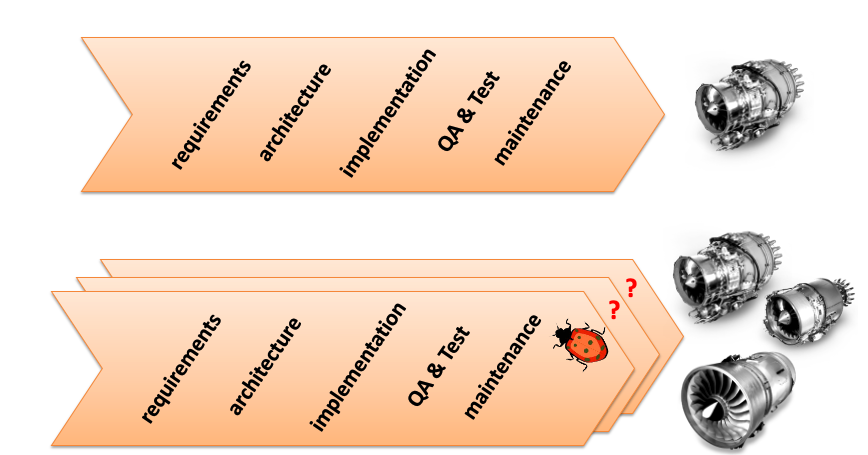 requirements
architecture
implementation
QA & Test
maintenance
?
?
requirements
architecture
implementation
QA & Test
maintenance